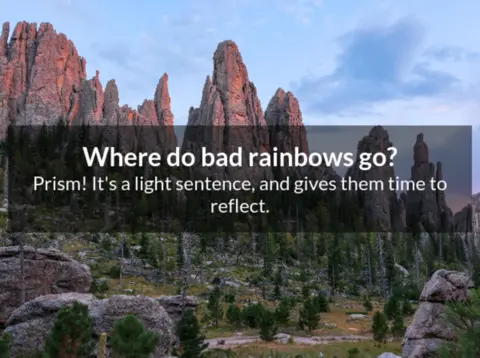 Where do bad rainbows go?
Prism! It's a light sentence, and gives them time to
reflect.